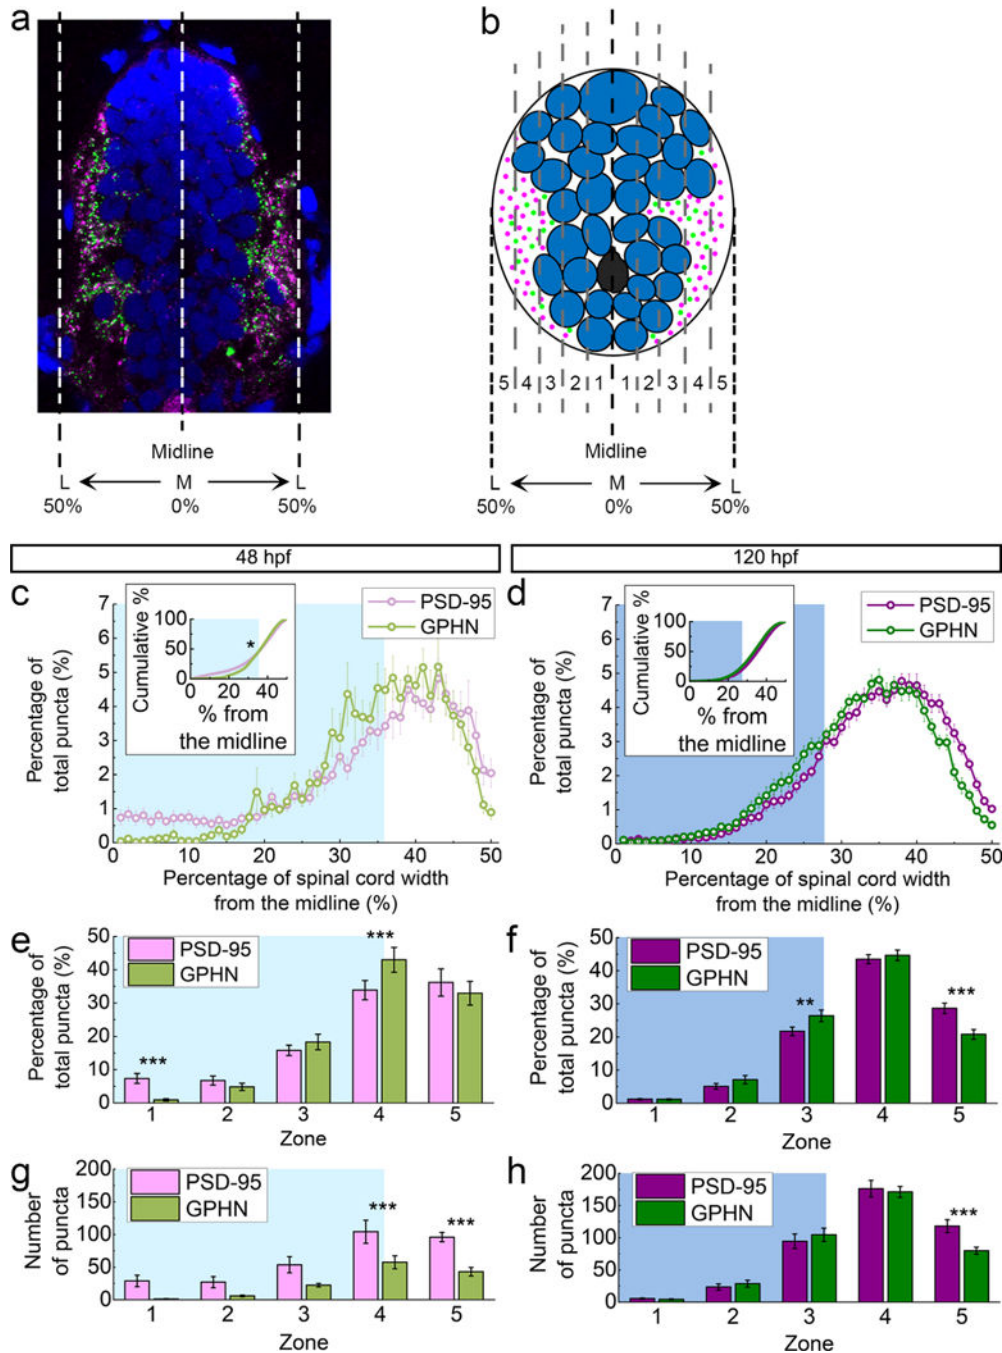 a
b
5 4 3 2 1 1 2 3 4 5
Midline
L M L
50% 0% 50%
Midline
L M L
50% 0% 50%
48 hpf
120 hpf
c
Percentage of
total puncta (%)
7
6
5
4
3
2
1
0
Cumulative %
100
50
0
0 50
*
% from
the midline
PSD-95
GPHN
0 10 20 30 40 50
Percentage of spinal cord width
from the midline (%)
d
Percentage of
total puncta (%)
7
6
5
4
3
2
1
0
Cumulative %
100
50
0
0 50
% from
the midline
PSD-95
GPHN
0 10 20 30 40 50
Percentage of spinal cord width
from the midline (%)
e
Percentage of
total puncta (%)
50
40
30
20
10
0
PSD-95
GPHN
***
***
1 2 3 4 5
Zone
f
Percentage of
total puncta (%)
50
40
30
20
10
0
PSD-95
GPHN
**
***
1 2 3 4 5
Zone
g
Number
of puncta
200
150
100
50
0
PSD-95
GPHN
***
***
1 2 3 4 5
Zone
h
Number
of puncta
200
150
100
50
0
PSD-95
GPHN
***
1 2 3 4 5
Zone